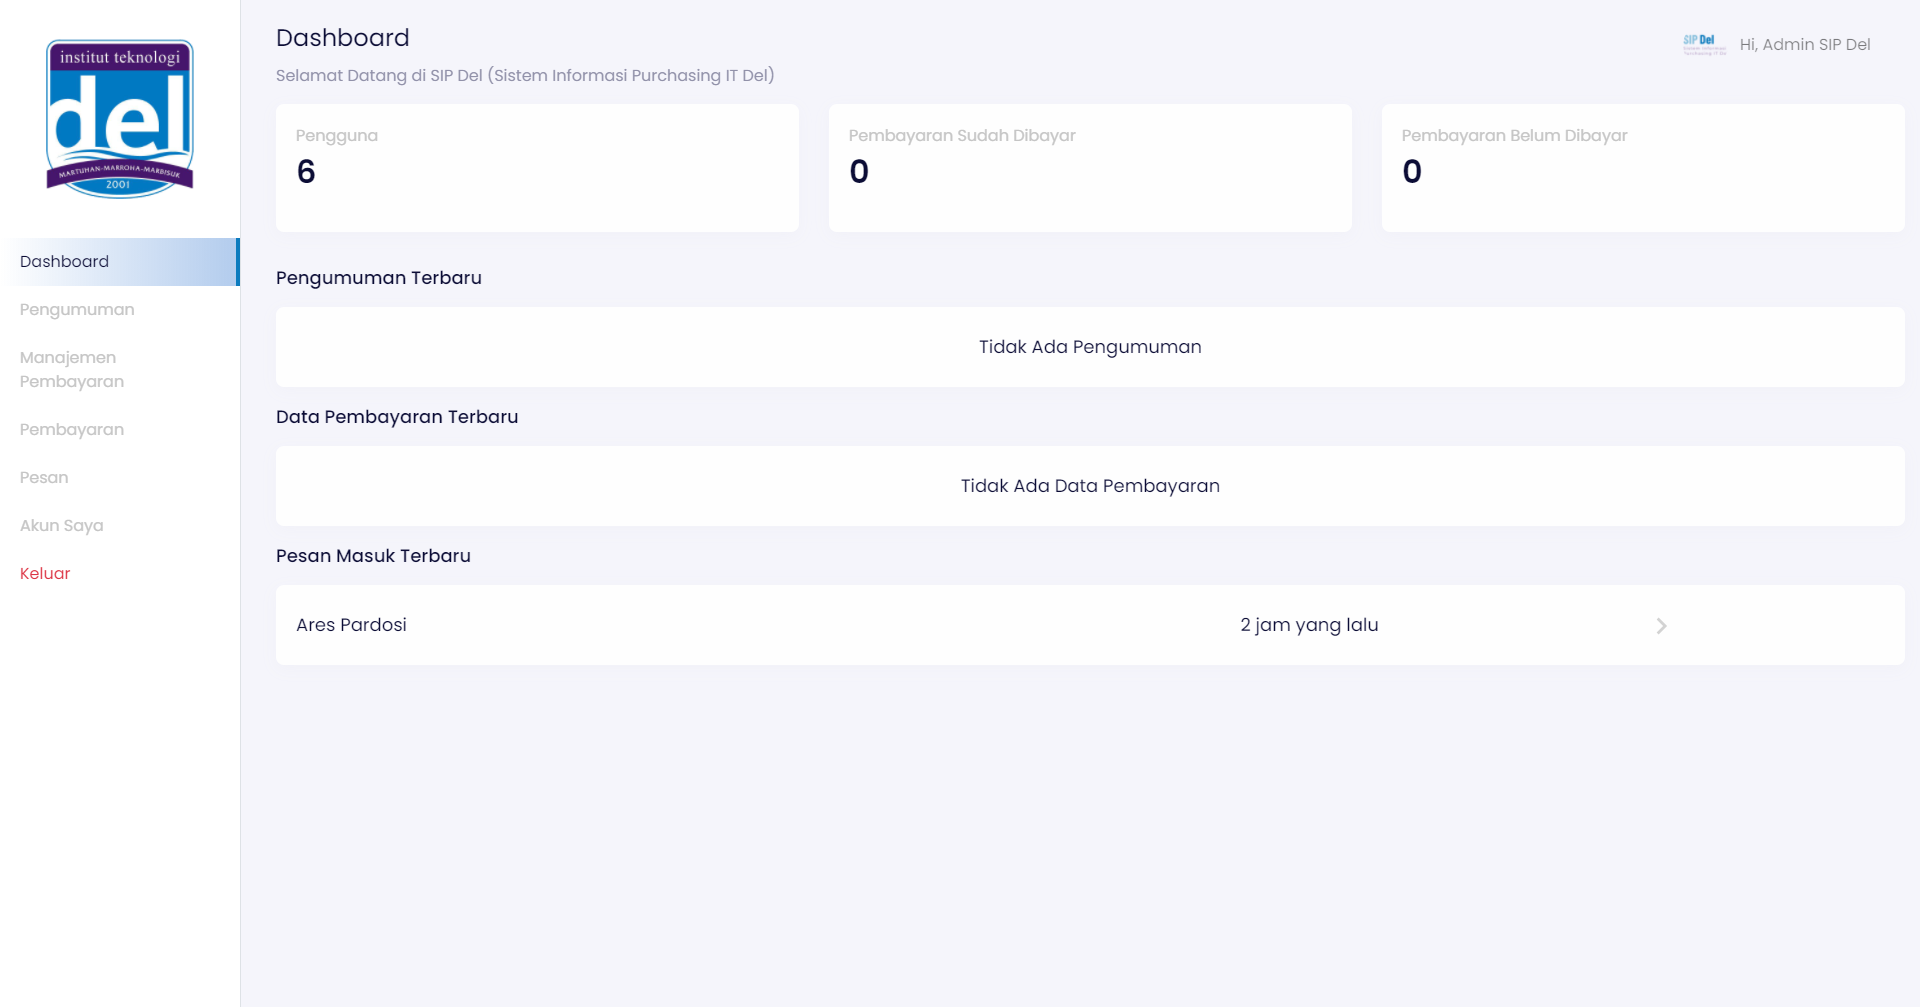 institut teknologi
del
MARTUHAN-MARROHA-MARBISUK
2001
Dashboard
Pengumuman
Manajemen
Pembayaran
Pembayaran
Pesan
Akun Saya
Keluar
Dashboard
SIP Del
Hi, Admin SIP Del
Selamat Datang di SIP Del (Sistem Informasi Purchasing IT Del)
Pengguna
6
Pembayaran Sudah Dibayar
0
Pembayaran Belum Dibayar
0
Pengumuman Terbaru
Tidak Ada Pengumuman
Data Pembayaran Terbaru
Tidak Ada Data Pembayaran
Pesan Masuk Terbaru
Ares Pardosi
2 jam yang lalu